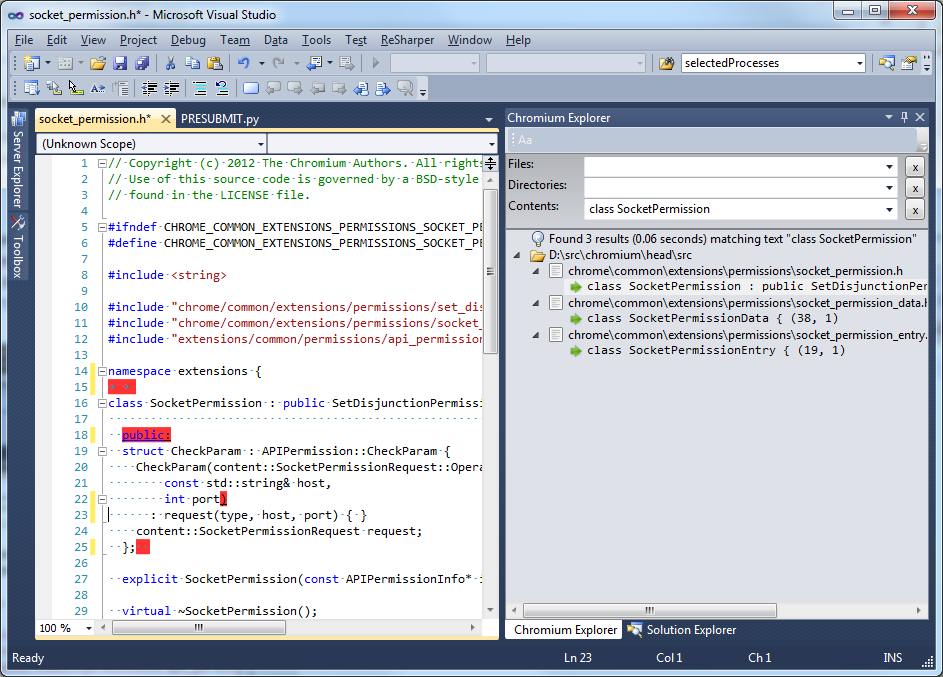 socket_permission.h* - Microsoft Visual Studio
File Edit View Project Debug Team Data Tools Test ReSharper Window Help
selectedProcesses
Server Explorer
Toolbox
socket_permission.h* PRESUBMIT.py
(Unknown Scope)
1 // Copyright (c) 2012 The Chromium Authors. All rights
2 // Use of this source code is governed by a BSD-style
3 // found in the LICENSE file.
4
5 #ifndef CHROME_COMMON_EXTENSIONS_PERMISSIONS_SOCKET_PE
6 #define CHROME_COMMON_EXTENSIONS_PERMISSIONS_SOCKET_PE
7
8 #include <string>
9
10 #include "chrome/common/extensions/permissions/set_dis
11 #include "chrome/common/extensions/permissions/socket_
12 #include "extensions/common/permissions/api_permission
13
14 namespace extensions {
15
16 class SocketPermission : public SetDisjunctionPermiss
17
18 public:
19 struct CheckParam : APIPermission::CheckParam {
20 CheckParam(content::SocketPermissionRequest::Opera
21 const std::string& host,
22 int port)
23 : request(type, host, port) { }
24 content::SocketPermissionRequest request;
25 };
26
27 explicit SocketPermission(const APIPermissionInfo*
28
29 virtual ~SocketPermission();
100 %
Chromium Explorer
Aa
Files: x
Directories: x
Contents: class SocketPermission x
Found 3 results (0.06 seconds) matching text "class SocketPermission"
D:\src\chromium\head\src
chrome\common\extensions\permissions\socket_permission.h
class SocketPermission : public SetDisjunctionPer
chrome\common\extensions\permissions\socket_permission_data.h
class SocketPermissionData { (38, 1)
chrome\common\extensions\permissions\socket_permission_entry.
class SocketPermissionEntry { (19, 1)
Chromium Explorer Solution Explorer
Ready Ln 23 Col 1 Ch 1 INS